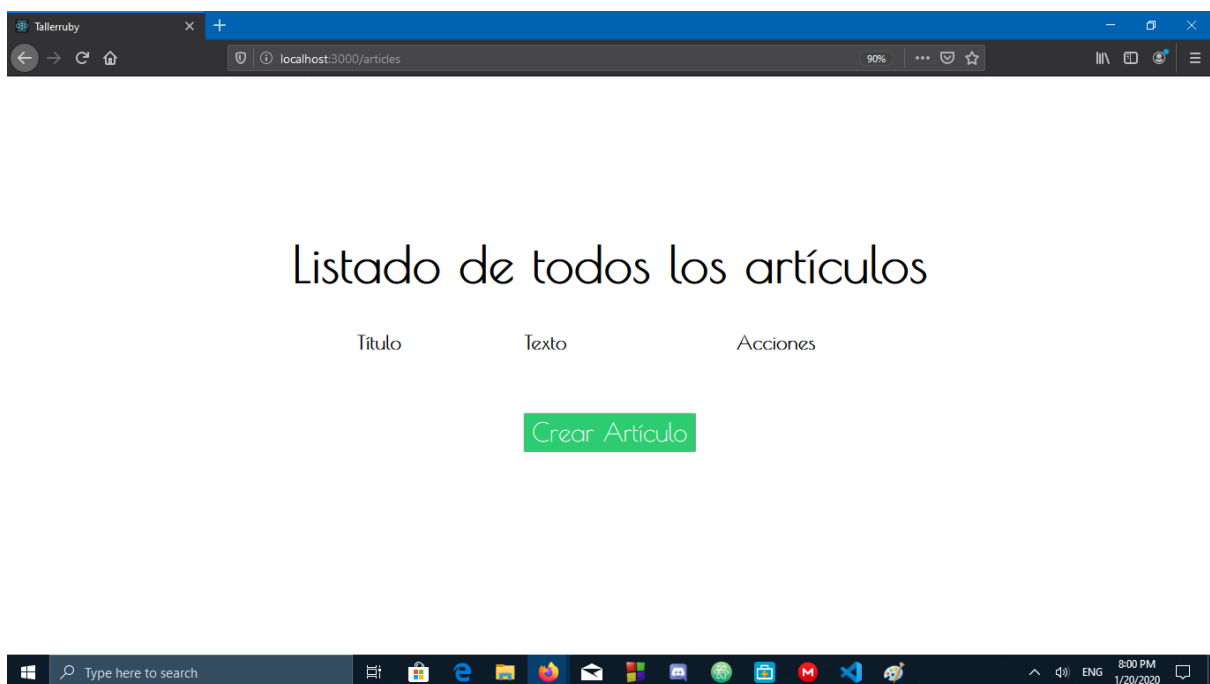 Tallerruby
localhost:3000/articles 90%
Listado de todos los artículos
Título Texto Acciones
Crear Artículo
Type here to search ENG 8:00 PM
1/20/2020